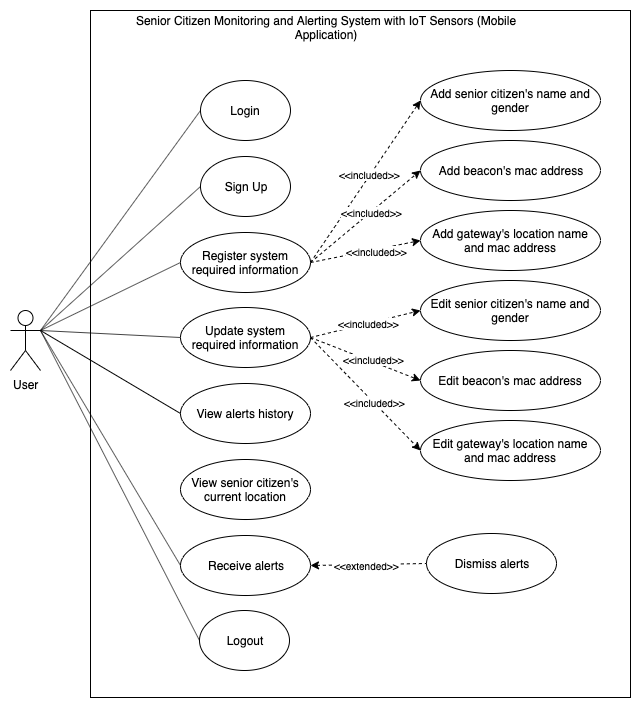 Senior Citizen Monitoring and Alerting System with IoT Sensors (Mobile
Application)
Login
Sign Up
Register system
required information
Update system
required information
View alerts history
View senior citizen's
current location
Receive alerts
Logout
User
<<included>>
<<included>>
<<included>>
<<included>>
<<included>>
<<included>>
<<extended>>
Add senior citizen's name and
gender
Add beacon's mac address
Add gateway's location name
and mac address
Edit senior citizen's name and
gender
Edit beacon's mac address
Edit gateway's location name
and mac address
Dismiss alerts